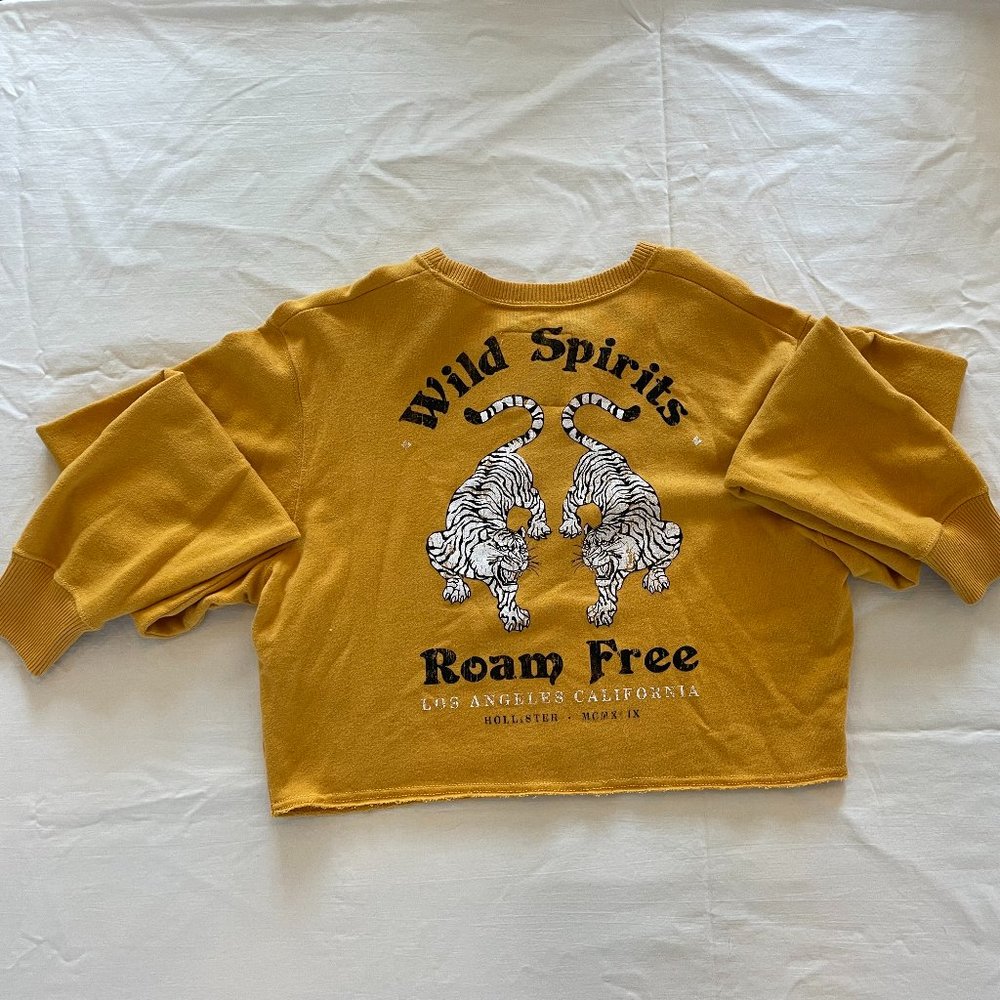 Wild Spirits
Roam Free
LOS ANGELES CALIFORNIA
HOLLISTER ·